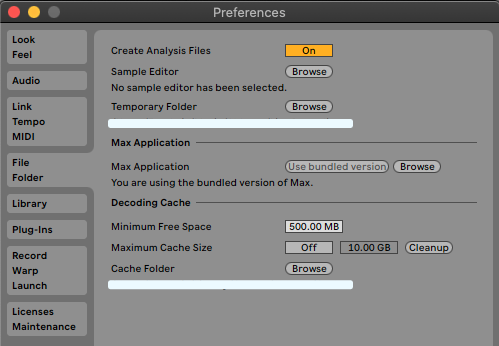 Preferences
Look
Feel
Audio
Link
Tempo
MIDI
File
Folder
Library
Plug-Ins
Record
Warp
Launch
Licenses
Maintenance
Create Analysis Files On
Sample Editor Browse
No sample editor has been selected.
Temporary Folder Browse
Max Application
Max Application Use bundled version Browse
You are using the bundled version of Max.
Decoding Cache
Minimum Free Space 500.00 MB
Maximum Cache Size Off 10.00 GB Cleanup
Cache Folder Browse